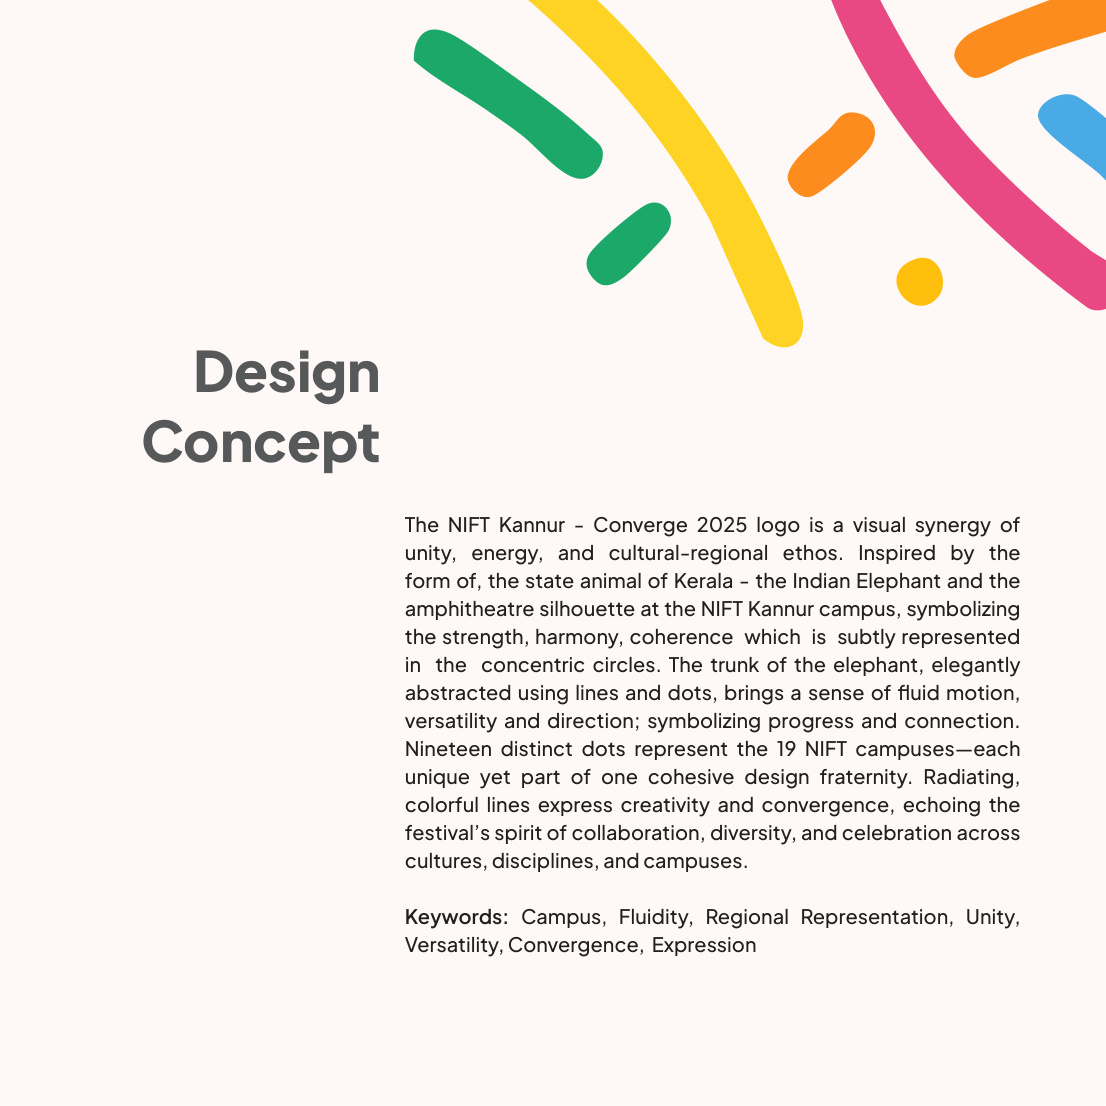 Design
Concept
The NIFT Kannur - Converge 2025 logo is a visual synergy of
unity, energy, and cultural-regional ethos. Inspired by the
form of, the state animal of Kerala - the Indian Elephant and the
amphitheatre silhouette at the NIFT Kannur campus, symbolizing
the strength, harmony, coherence which is subtly represented
in the concentric circles. The trunk of the elephant, elegantly
abstracted using lines and dots, brings a sense of fluid motion,
versatility and direction; symbolizing progress and connection.
Nineteen distinct dots represent the 19 NIFT campuses—each
unique yet part of one cohesive design fraternity. Radiating,
colorful lines express creativity and convergence, echoing the
festival’s spirit of collaboration, diversity, and celebration across
cultures, disciplines, and campuses.
Keywords: Campus, Fluidity, Regional Representation, Unity,
Versatility, Convergence, Expression